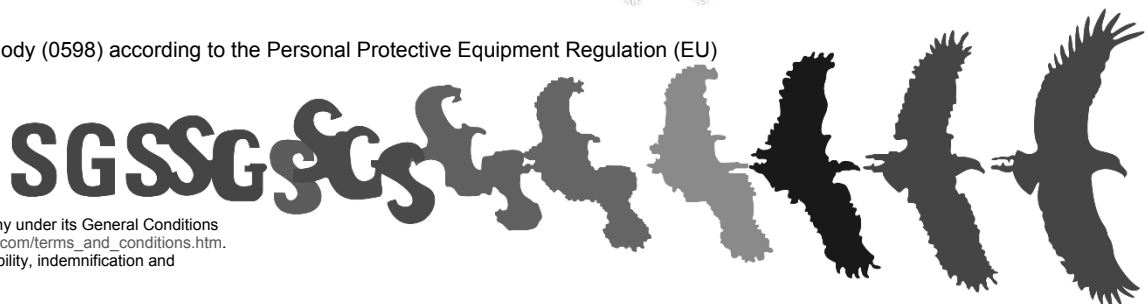 ody (0598) according to the Personal Protective Equipment Regulation (EU)
SGSSGSSGS
ny under its General Conditions
com/terms_and_conditions.htm.
bility, indemnification and